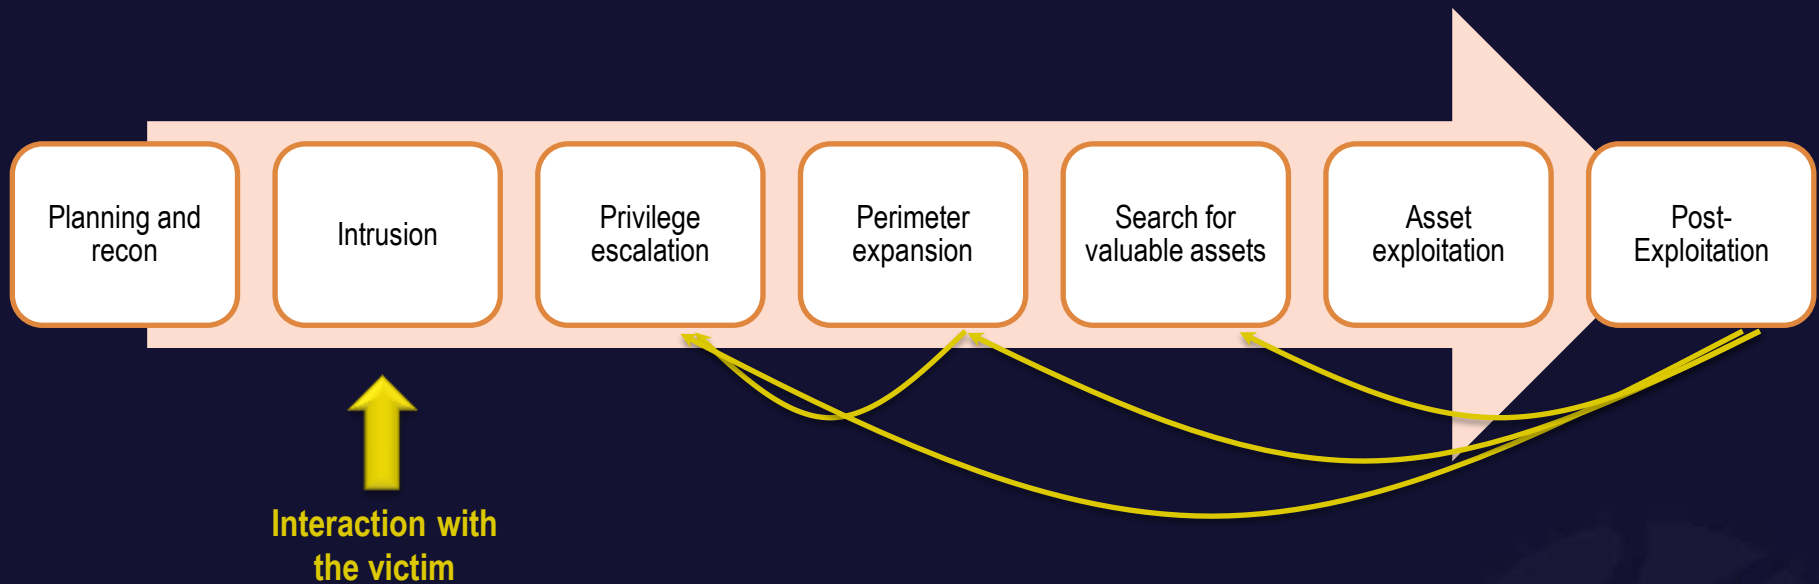 Planning and
recon
Intrusion
Privilege
escalation
Perimeter
expansion
Search for
valuable assets
Asset
exploitation
Post-
Exploitation
Interaction with
the victim